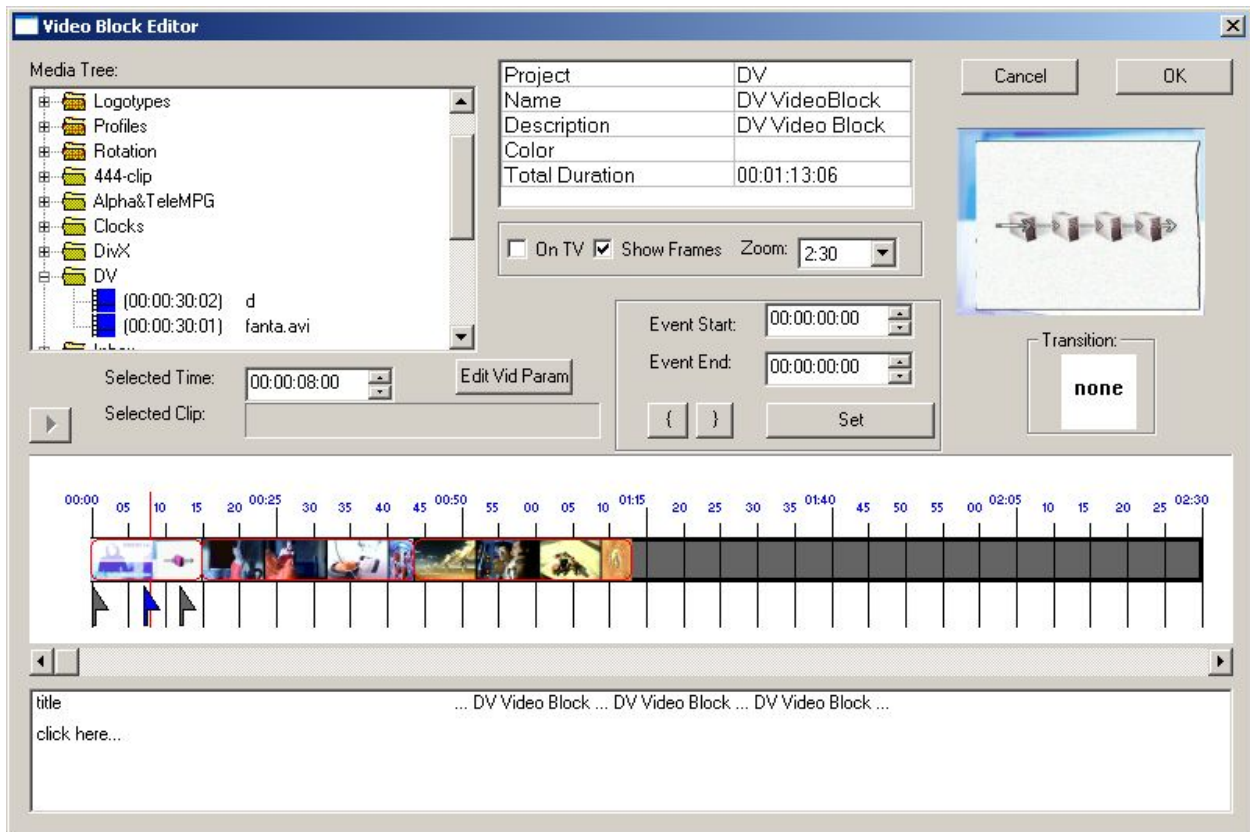 Video Block Editor
Media Tree:
Logotypes
Profiles
Rotation
444-clip
Alpha&TeleMPG
Clocks
DivX
DV
(00:00:30:02) d
(00:00:30:01) fanta.avi
Project DV
Name DV VideoBlock
Description DV Video Block
Color
Total Duration 00:01:13:06
Cancel OK
On TV Show Frames Zoom: 2:30
Event Start: 00:00:00:00
Event End: 00:00:00:00
{ } Set
Transition:
none
Selected Time: 00:00:08:00 Edit Vid Param
Selected Clip:
00:00 05 10 15 20 00:25 30 35 40 45 00:50 55 00 05 10 01:15 20 25 30 35 01:40 45 50 55 00 02:05 10 15 20 25 02:30
title ... DV Video Block ... DV Video Block ... DV Video Block ...
click here...